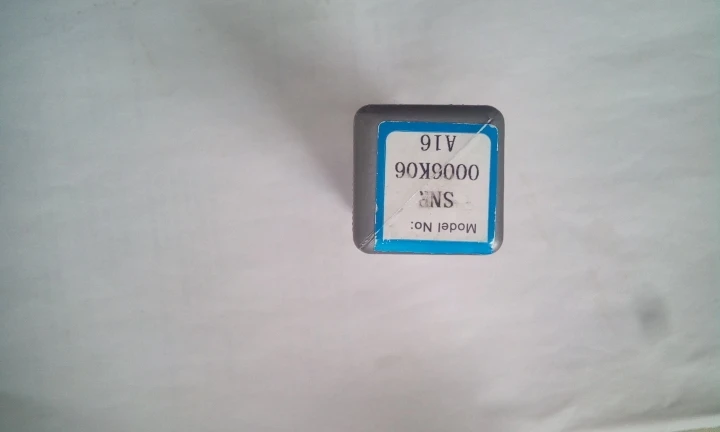 Model No:
SNR
0006K06
A16